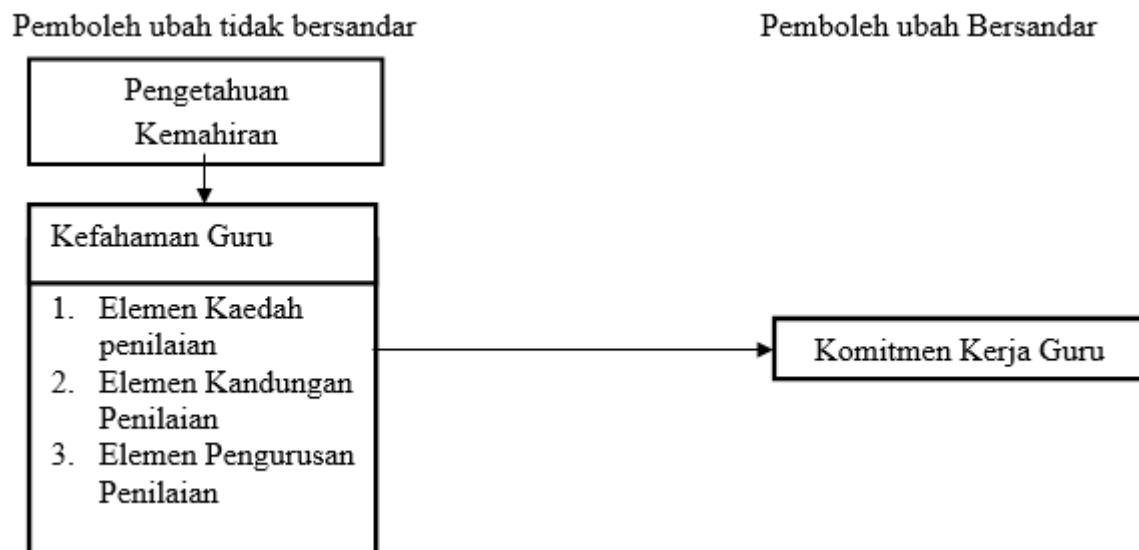 Pemboleh ubah tidak bersandar
Pemboleh ubah Bersandar
Pengetahuan
Kemahiran
Kefahaman Guru
1. Elemen Kaedah
penilaian
2. Elemen Kandungan
Penilaian
3. Elemen Pengurusan
Penilaian
Komitmen Kerja Guru